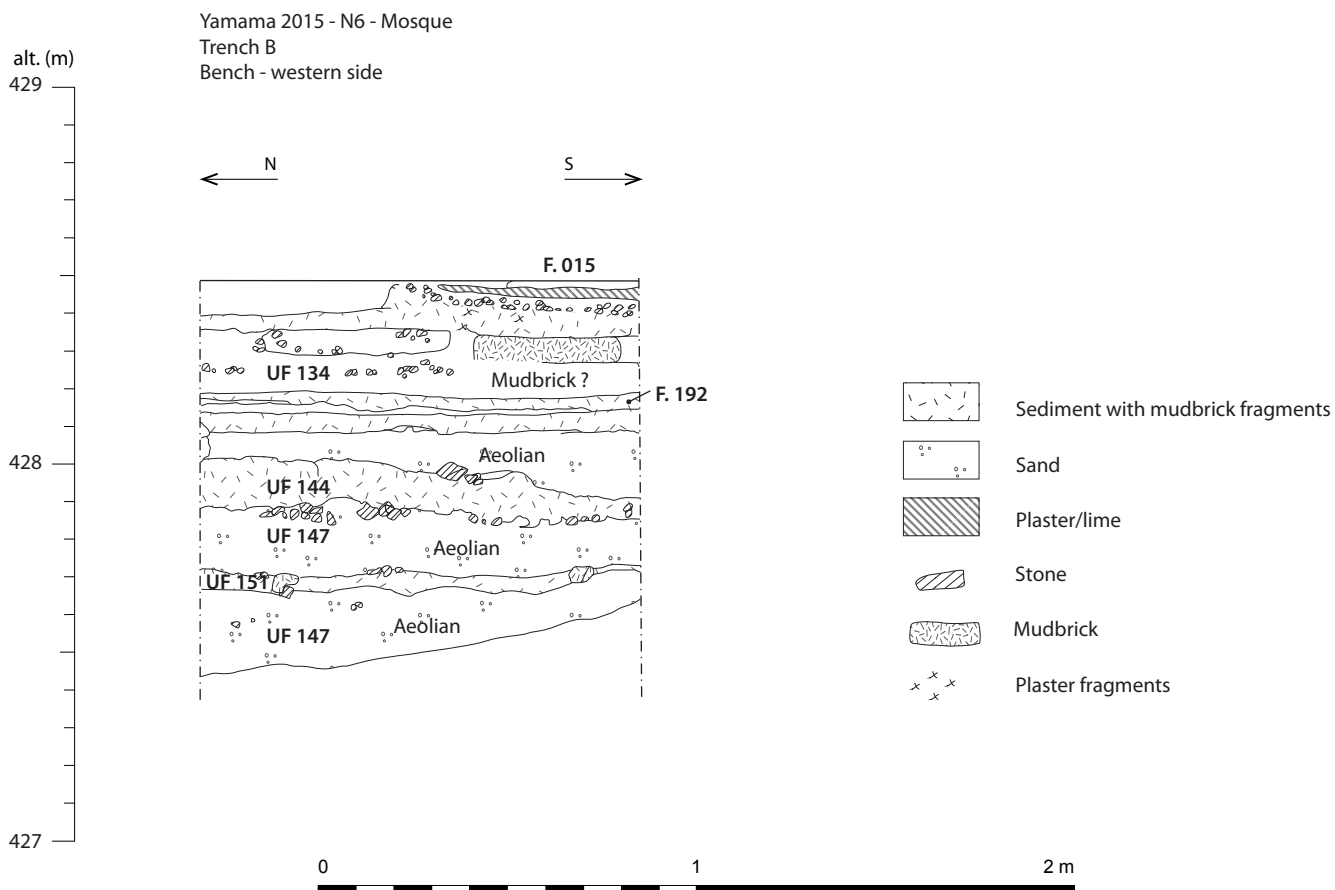 Yamama 2015 - N6 - Mosque
Trench B
Bench - western side
alt. (m)
429
N
S
F. 015
UF 134
Mudbrick ?
F. 192
428
Aeolian
UF 144
UF 147
Aeolian
UF 151
UF 147
Aeolian
427
Sediment with mudbrick fragments
Sand
Plaster/lime
Stone
Mudbrick
Plaster fragments
0
1
2 m